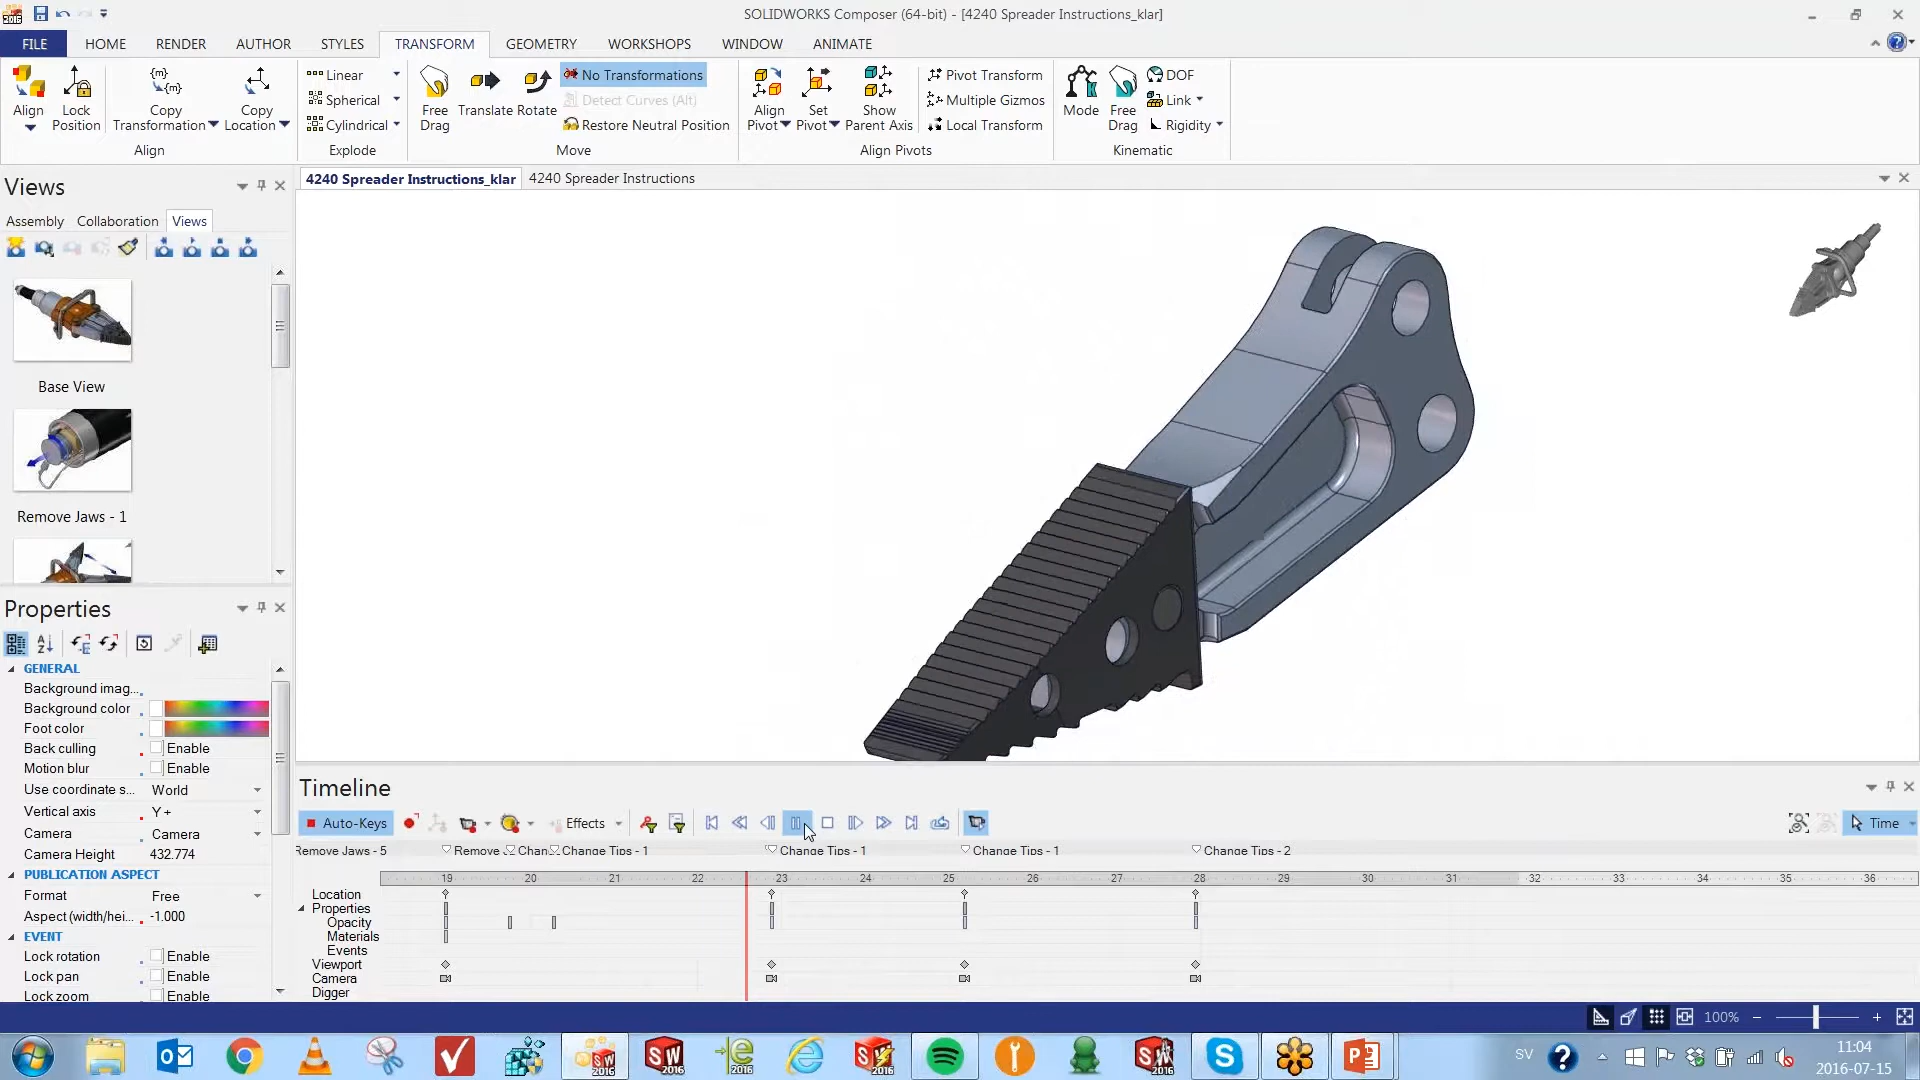 SOLIDWORKS Composer (64-bit) - [4240 Spreader Instructions_klar]
FILE HOME RENDER AUTHOR STYLES TRANSFORM GEOMETRY WORKSHOPS WINDOW ANIMATE
Align
Lock Position
Copy Transformation
Copy Location
Align
Linear
Spherical
Cylindrical
Explode
Free Drag
Translate
Rotate
No Transformations
Detect Curves (Alt)
Restore Neutral Position
Move
Align Pivot
Set Pivot
Show Parent Axis
Pivot Transform
Multiple Gizmos
Local Transform
Align Pivots
Mode
Free Drag
DOF
Link
Rigidity
Kinematic
Views
Assembly Collaboration Views
Base View
Remove Jaws - 1
4240 Spreader Instructions_klar 4240 Spreader Instructions
Properties
GENERAL
Background imag...
Background color
Foot color
Back culling Enable
Motion blur Enable
Use coordinate s... World
Vertical axis Y +
Camera Camera
Camera Height 432.774
PUBLICATION ASPECT
Format Free
Aspect (width/hei... -1.000
EVENT
Lock rotation Enable
Lock pan Enable
Lock zoom Enable
Timeline
Auto-Keys Effects Time
Remove Jaws - 5 Remove Chan Change Tips - 1 Change Tips - 1 Change Tips - 1 Change Tips - 2
19 20 21 22 23 24 25 26 27 28 29 30 31 32 33 34 35 36
Location
Properties
Opacity
Materials
Events
Viewport
Camera
Digger
100%
SV 11:04
2016-07-15